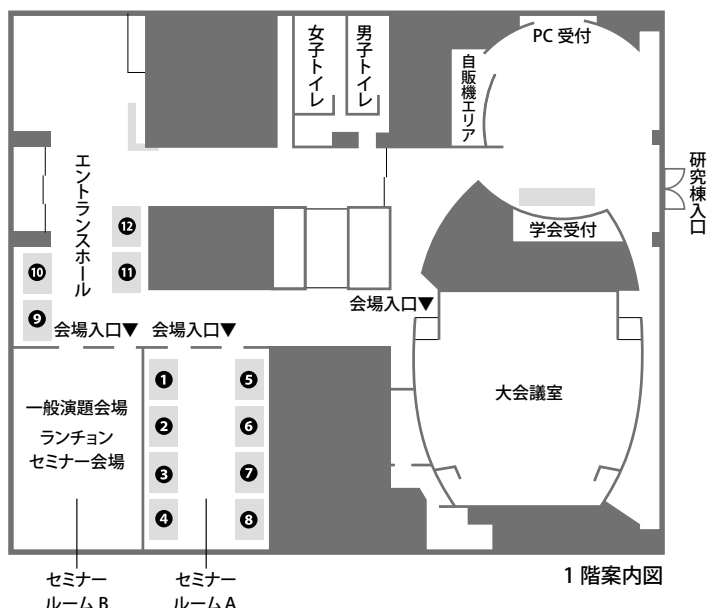 女子トイレ
男子トイレ
PC 受付
自販機エリア
研究棟入口
エントランスホール
学会受付
⓬
⓫
❿
❾
会場入口▼
会場入口▼
会場入口▼
一般演題会場
ランチョン
セミナー会場
❶
❷
❸
❹
❺
❻
❼
❽
大会議室
セミナー
ルーム B
セミナー
ルーム A
1 階案内図